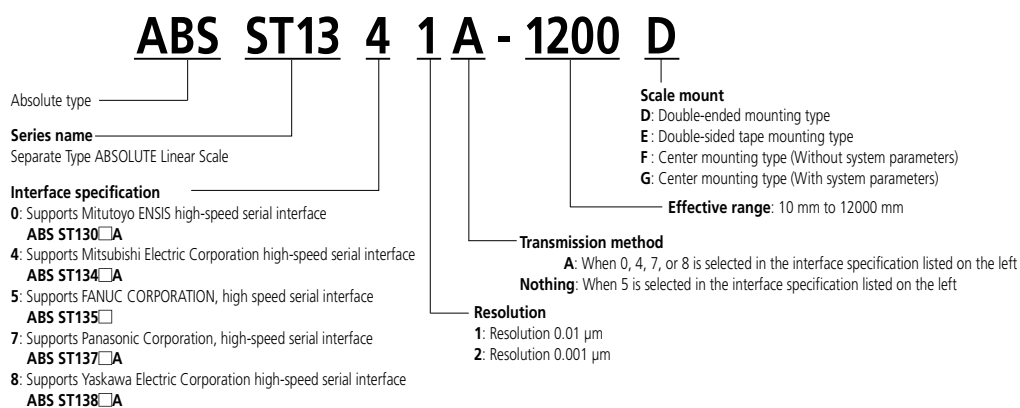 ABS ST13 4 1 A - 1200 D
Absolute type
Series name
Separate Type ABSOLUTE Linear Scale
Interface specification
0: Supports Mitutoyo ENSIS high-speed serial interface
ABS ST130□A
4: Supports Mitsubishi Electric Corporation high-speed serial interface
ABS ST134□A
5: Supports FANUC CORPORATION, high speed serial interface
ABS ST135□
7: Supports Panasonic Corporation, high-speed serial interface
ABS ST137□A
8: Supports Yaskawa Electric Corporation high-speed serial interface
ABS ST138□A
Scale mount
D: Double-ended mounting type
E: Double-sided tape mounting type
F: Center mounting type (Without system parameters)
G: Center mounting type (With system parameters)
Effective range: 10 mm to 12000 mm
Transmission method
A: When 0, 4, 7, or 8 is selected in the interface specification listed on the left
Nothing: When 5 is selected in the interface specification listed on the left
Resolution
1: Resolution 0.01 µm
2: Resolution 0.001 µm